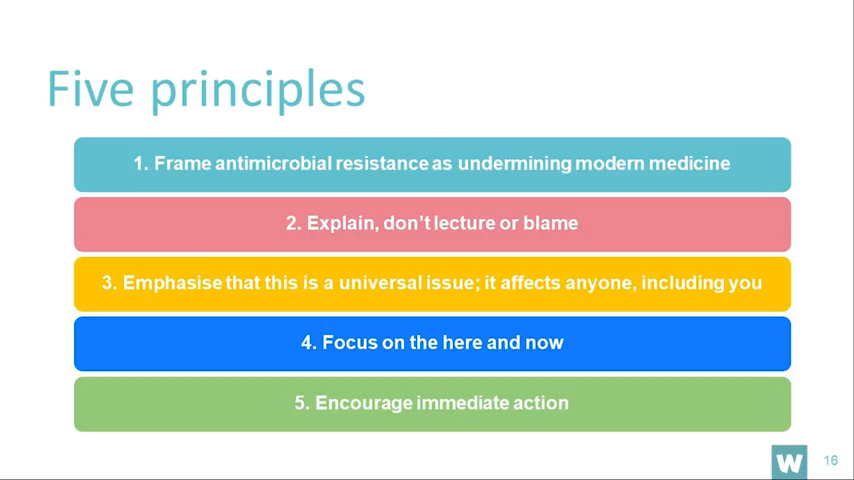 Five principles
1. Frame antimicrobial resistance as undermining modern medicine
2. Explain, don't lecture or blame
3. Emphasise that this is a universal issue; it affects anyone, including you
4. Focus on the here and now
5. Encourage immediate action
W
16